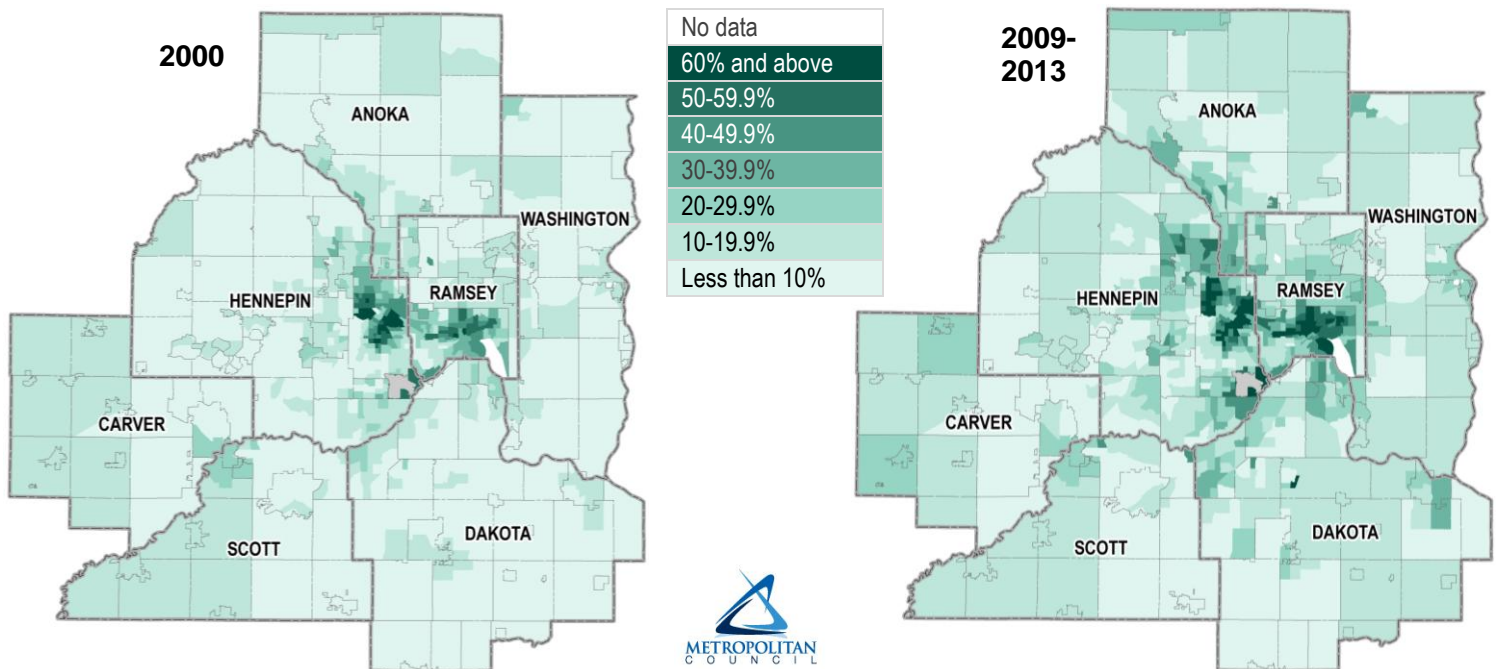 2000
ANOKA
WASHINGTON
HENNEPIN
RAMSEY
CARVER
SCOTT
DAKOTA
No data
60% and above
50-59.9%
40-49.9%
30-39.9%
20-29.9%
10-19.9%
Less than 10%
METROPOLITAN
COUNCIL
2009-
2013
ANOKA
WASHINGTON
HENNEPIN
RAMSEY
CARVER
SCOTT
DAKOTA